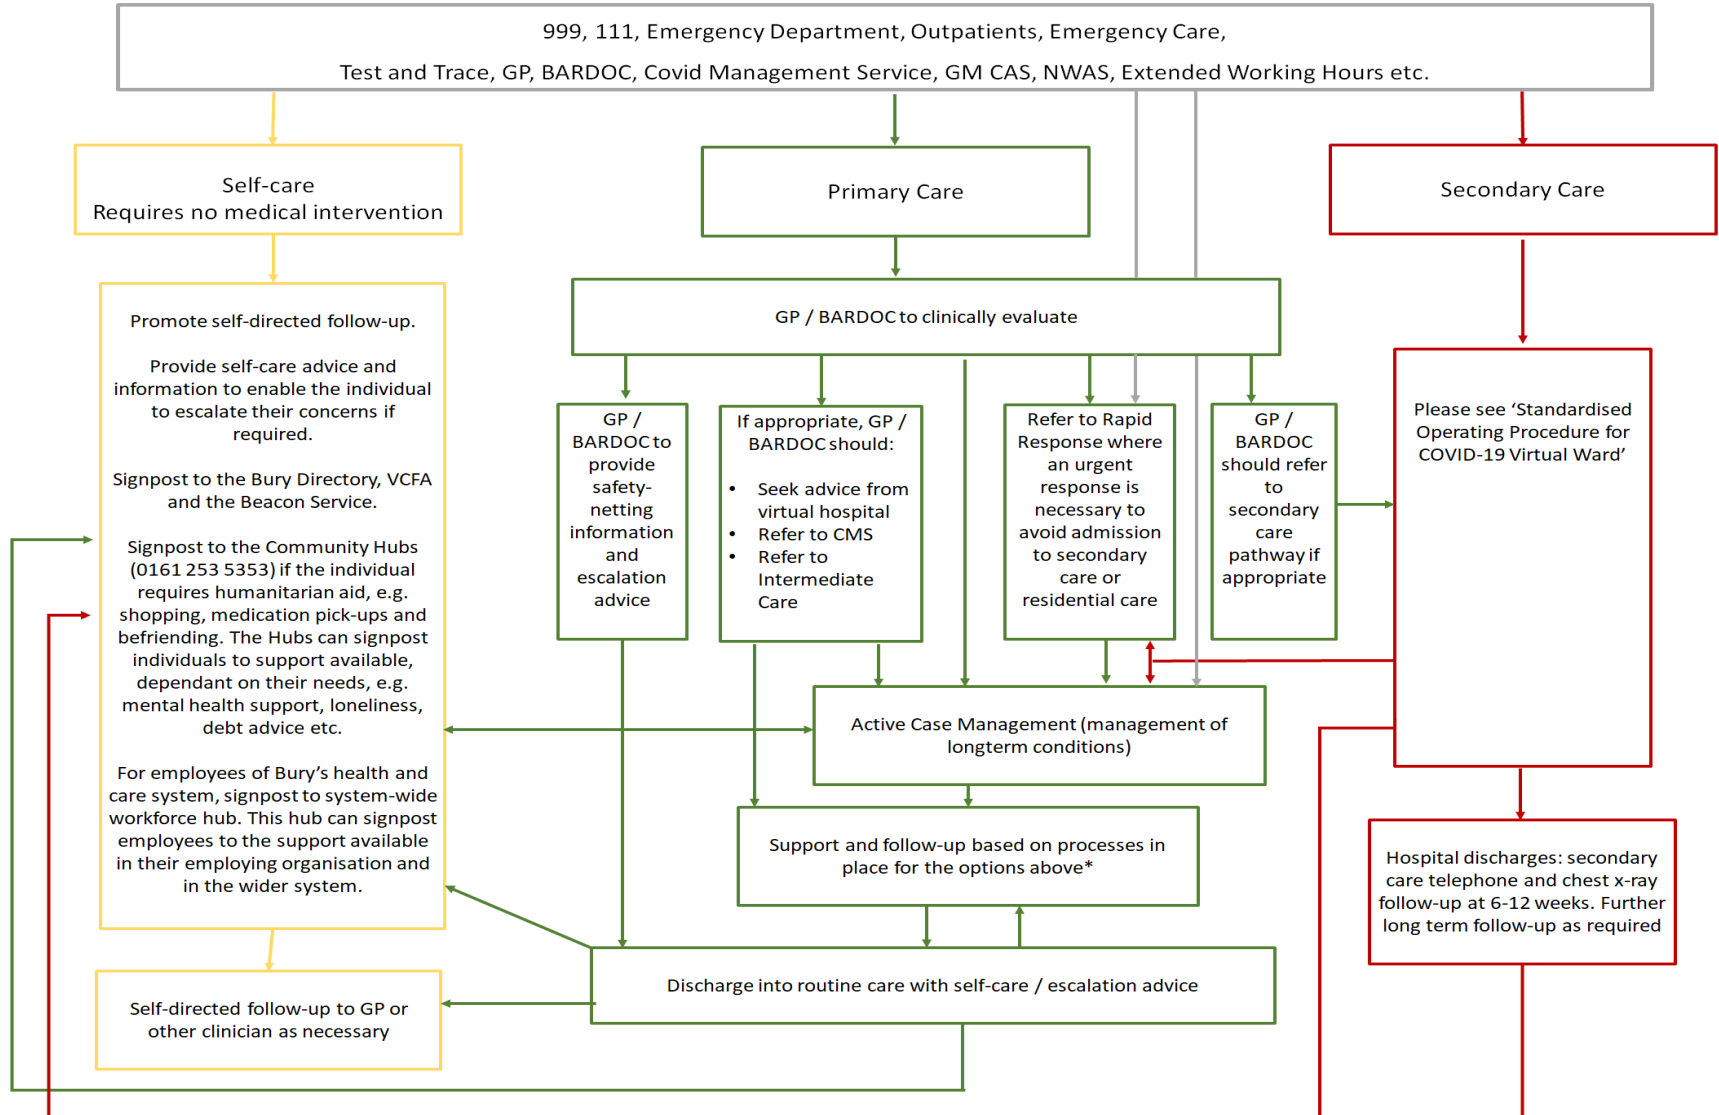 999, 111, Emergency Department, Outpatients, Emergency Care,
Test and Trace, GP, BARDOC, Covid Management Service, GM CAS, NWAS, Extended Working Hours etc.
Self-care
Requires no medical intervention
Primary Care
Secondary Care
Promote self-directed follow-up.
Provide self-care advice and
information to enable the individual
to escalate their concerns if
required.
Signpost to the Bury Directory, VCFA
and the Beacon Service.
Signpost to the Community Hubs
(0161 253 5353) if the individual
requires humanitarian aid, e.g.
shopping, medication pick-ups and
befriending. The Hubs can signpost
individuals to support available,
dependant on their needs, e.g.
mental health support, loneliness,
debt advice etc.
For employees of Bury's health and
care system, signpost to system-wide
workforce hub. This hub can signpost
employees to the support available
in their employing organisation and
in the wider system.
Self-directed follow-up to GP or
other clinician as necessary
GP / BARDOC to clinically evaluate
GP /
BARDOC to
provide
safety-
netting
information
and
escalation
advice
If appropriate, GP /
BARDOC should:
• Seek advice from
virtual hospital
• Refer to CMS
• Refer to
Intermediate
Care
Refer to Rapid
Response where
an urgent
response is
necessary to
avoid admission
to secondary
care or
residential care
GP /
BARDOC
should refer
to
secondary
care
pathway if
appropriate
Active Case Management (management of
longterm conditions)
Support and follow-up based on processes in
place for the options above*
Discharge into routine care with self-care / escalation advice
Please see ‘Standardised
Operating Procedure for
COVID-19 Virtual Ward’
Hospital discharges: secondary
care telephone and chest x-ray
follow-up at 6-12 weeks. Further
long term follow-up as required